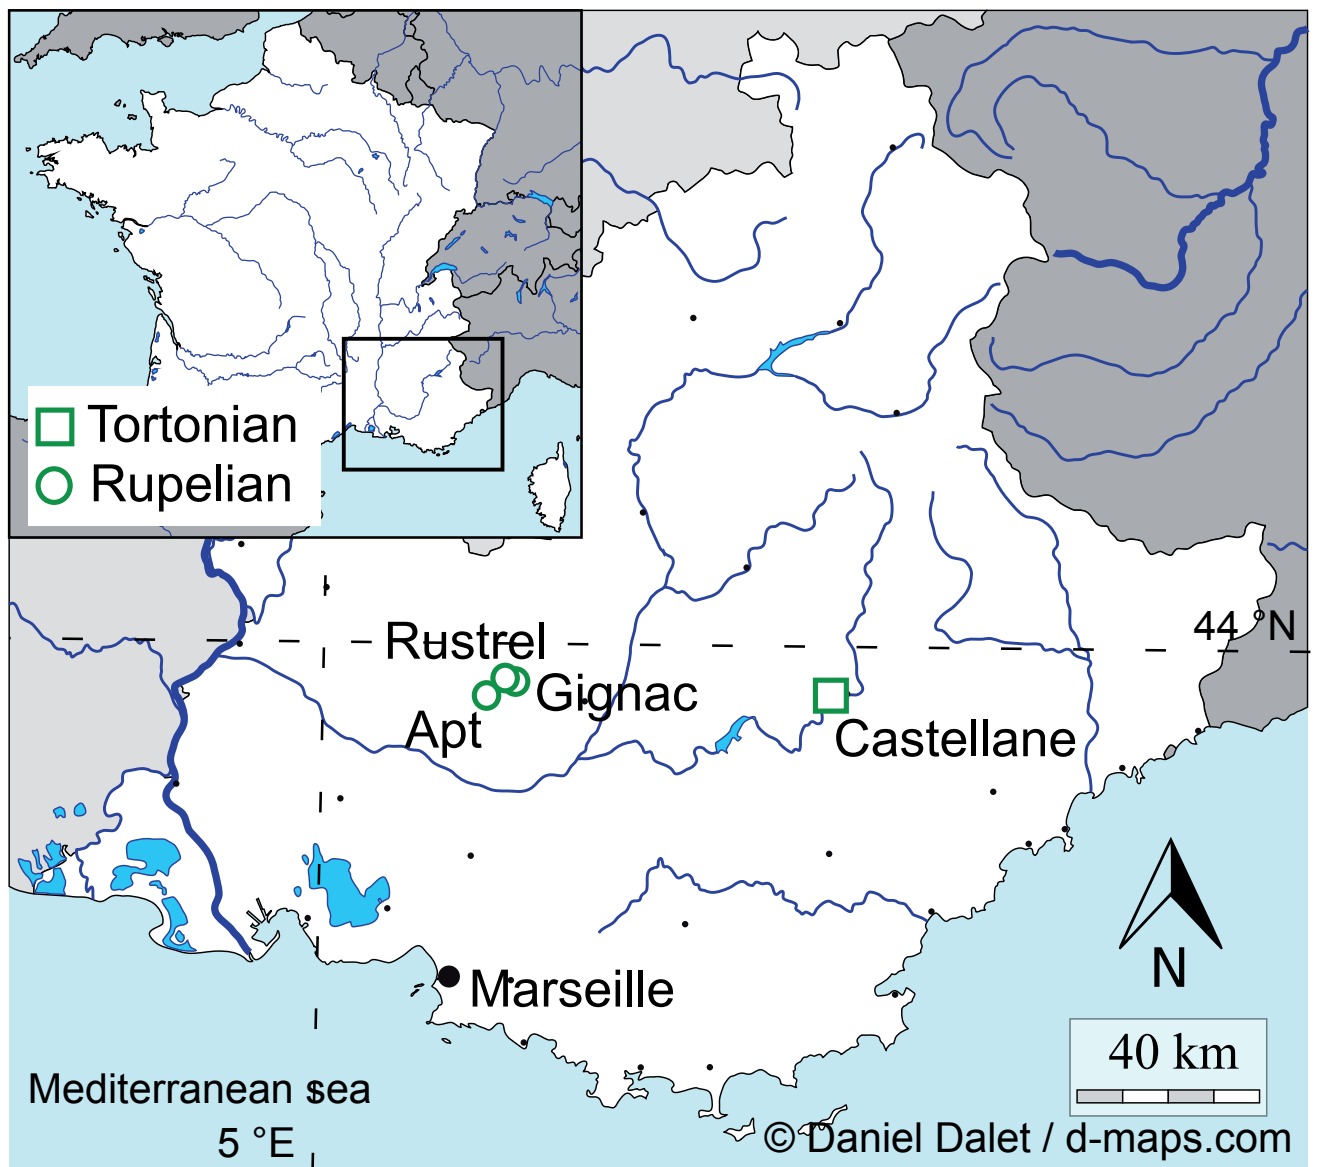 Tortonian
Rupelian
44 °N
Rustrel
Gignac
Apt
Castellane
Marseille
N
40 km
Mediterranean sea
5 °E
© Daniel Dalet / d-maps.com